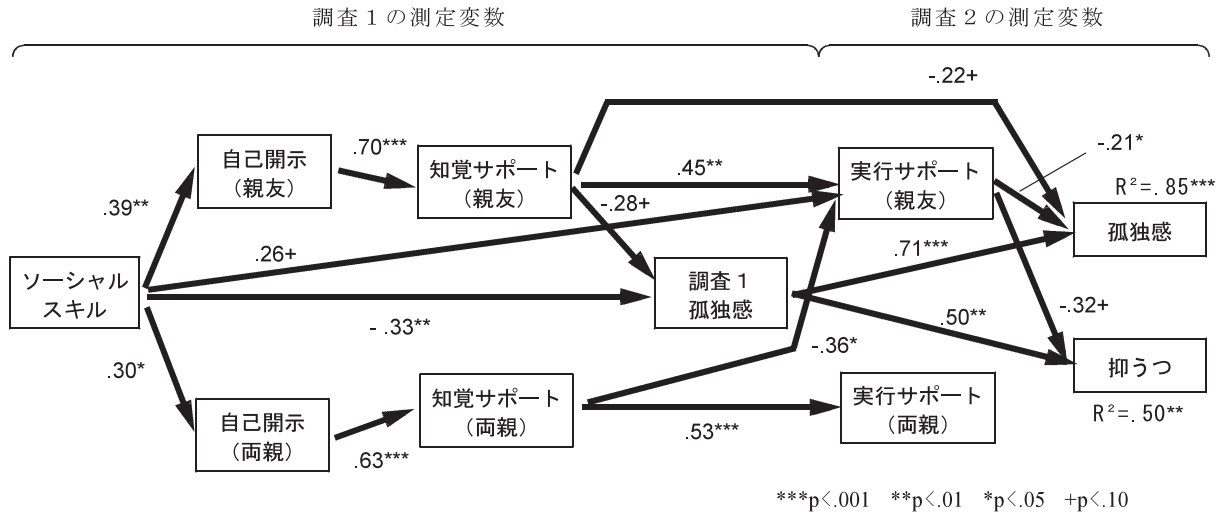 調査１の測定変数
調査２の測定変数
-.22+
-.21*
自己開示
（親友）
.70***
知覚サポート
（親友）
.45**
実行サポート
（親友）
R²=.85***
孤独感
.39**
-.28+
.26+
.71***
ソーシャル
スキル
調査１
孤独感
-.33**
.50**
-.32+
-.36*
抑うつ
R²=.50**
.30*
自己開示
（両親）
.63***
知覚サポート
（両親）
.53***
実行サポート
（両親）
***p<.001 **p<.01 *p<.05 +p<.10